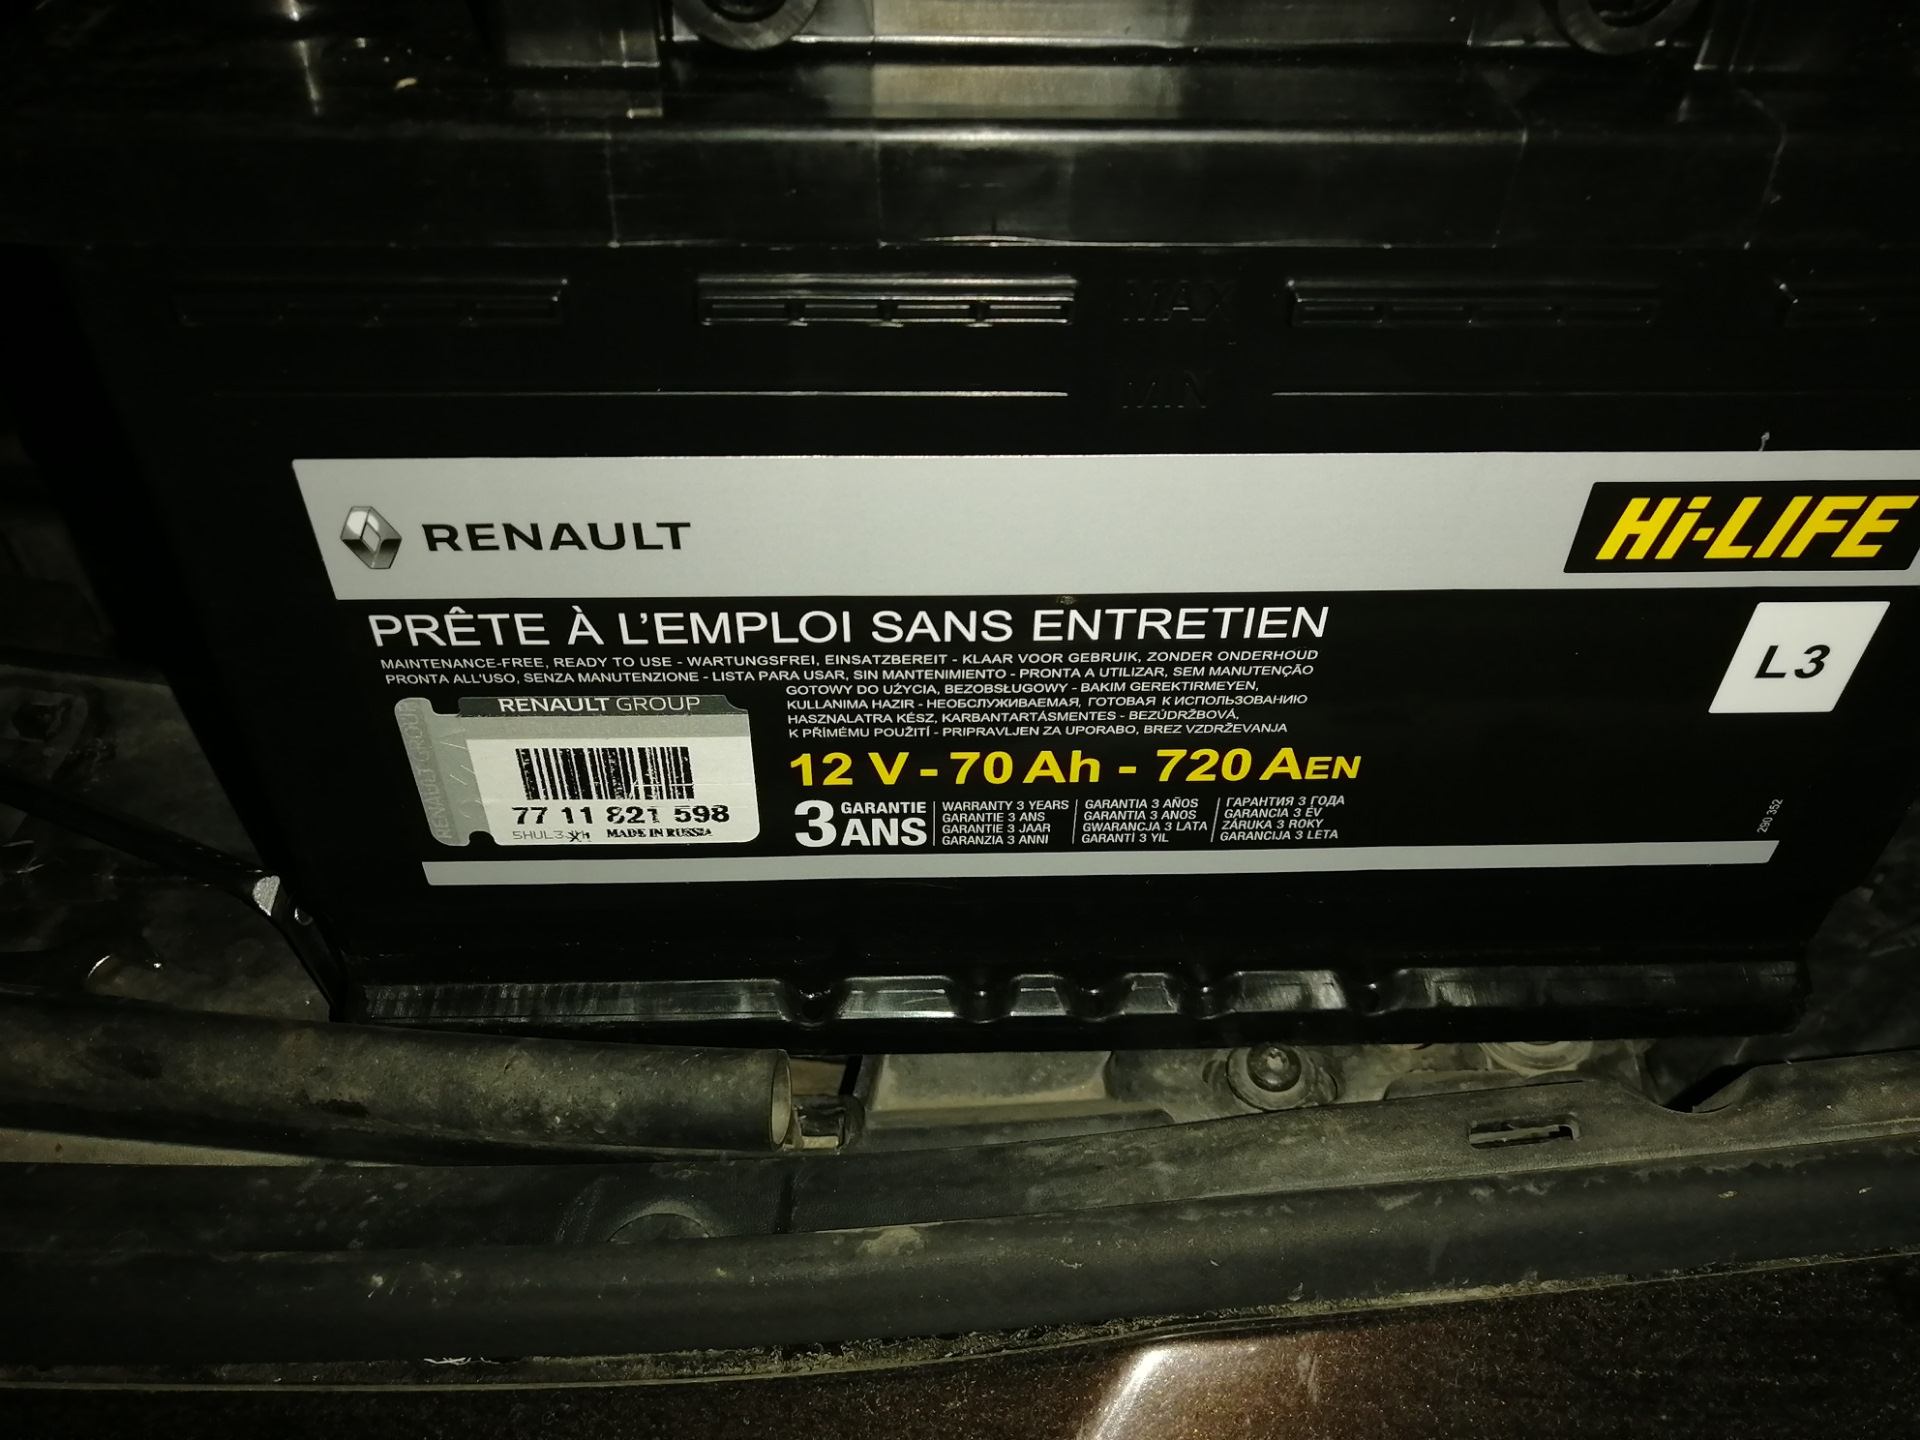 MAX
MIN
RENAULT
Hi-LIFE
PRÊTE À L'EMPLOI SANS ENTRETIEN
L3
MAINTENANCE-FREE, READY TO USE - WARTUNGSFREI, EINSATZBEREIT - KLAAR VOOR GEBRUIK, ZONDER ONDERHOUD
PRONTA ALL'USO, SENZA MANUTENZIONE - LISTA PARA USAR, SIN MANTENIMIENTO - PRONTA A UTILIZAR, SEM MANUTENÇÃO
GOTOWY DO UŻYCIA, BEZOBSŁUGOWY - BAKIM GEREKTIRMEYEN,
KULLANIMA HAZIR - НЕОБСЛУЖИВАЕМАЯ, ГОТОВАЯ К ИСПОЛЬЗОВАНИЮ
HASZNALATRA KÉSZ, KARBANTARTÁSMENTES - BEZÚDRŽBOVÁ,
K PŘÍMÉMU POUŽITÍ - PRIPRAVLJEN ZA UPORABO, BREZ VZDRŽEVANJA
RENAULT GROUP
RENAULT GROUP
77 11 821 598
MADE IN RUSSIA
12 V - 70 Ah - 720 AEN
3 ANS GARANTIE
WARRANTY 3 YEARS
GARANTIE 3 ANS
GARANTIE 3 JAAR
GARANZIA 3 ANNI
GARANTIA 3 AÑOS
GARANTIA 3 ANOS
GWARANCJA 3 LATA
GARANTİ 3 YIL
ГАРАНТИЯ 3 ГОДА
GARANCIA 3 ÉV
ZÁRUKA 3 ROKY
GARANCIJA 3 LETA
290 352